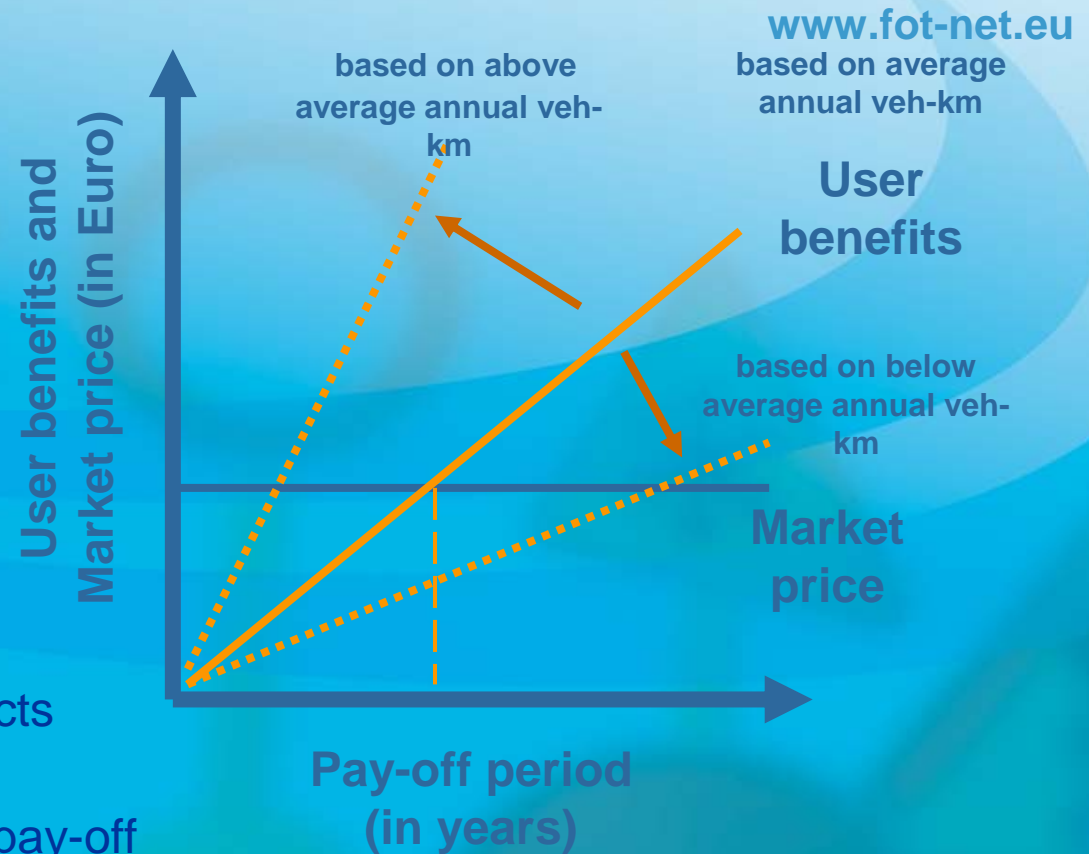 www.fot-net.eu
based on above
average annual veh-
km
based on average
annual veh-km
User
benefits
User benefits and
Market price (in Euro)
based on below
average annual veh-
km
Market
price
cts
Pay-off period
(in years)
pay-off